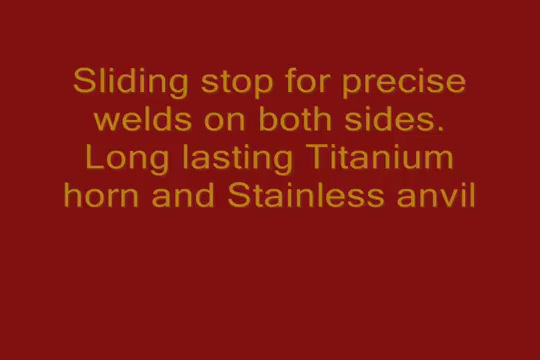 Sliding stop for precise
welds on both sides.
Long lasting Titanium
horn and Stainless anvil